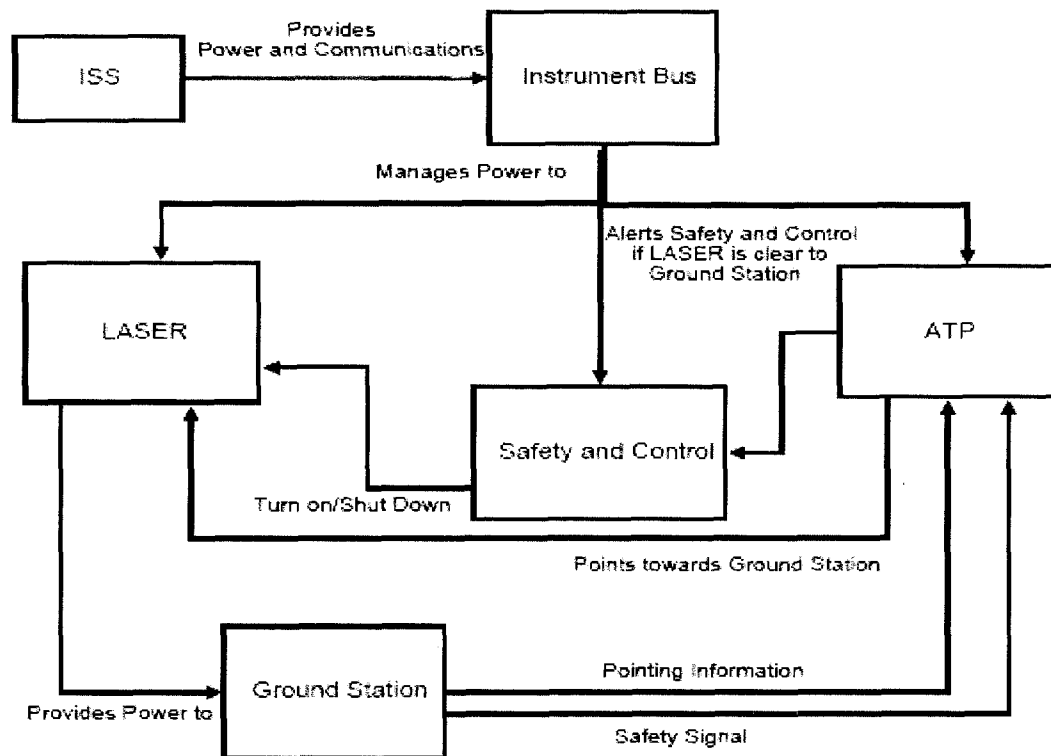 Provides
Power and Communications
ISS
Instrument Bus
Manages Power to
Alerts Safety and Control
if LASER is clear to
Ground Station
LASER
ATP
Safety and Control
Turn on/Shut Down
Points towards Ground Station
Ground Station
Pointing Information
Provides Power to
Safety Signal